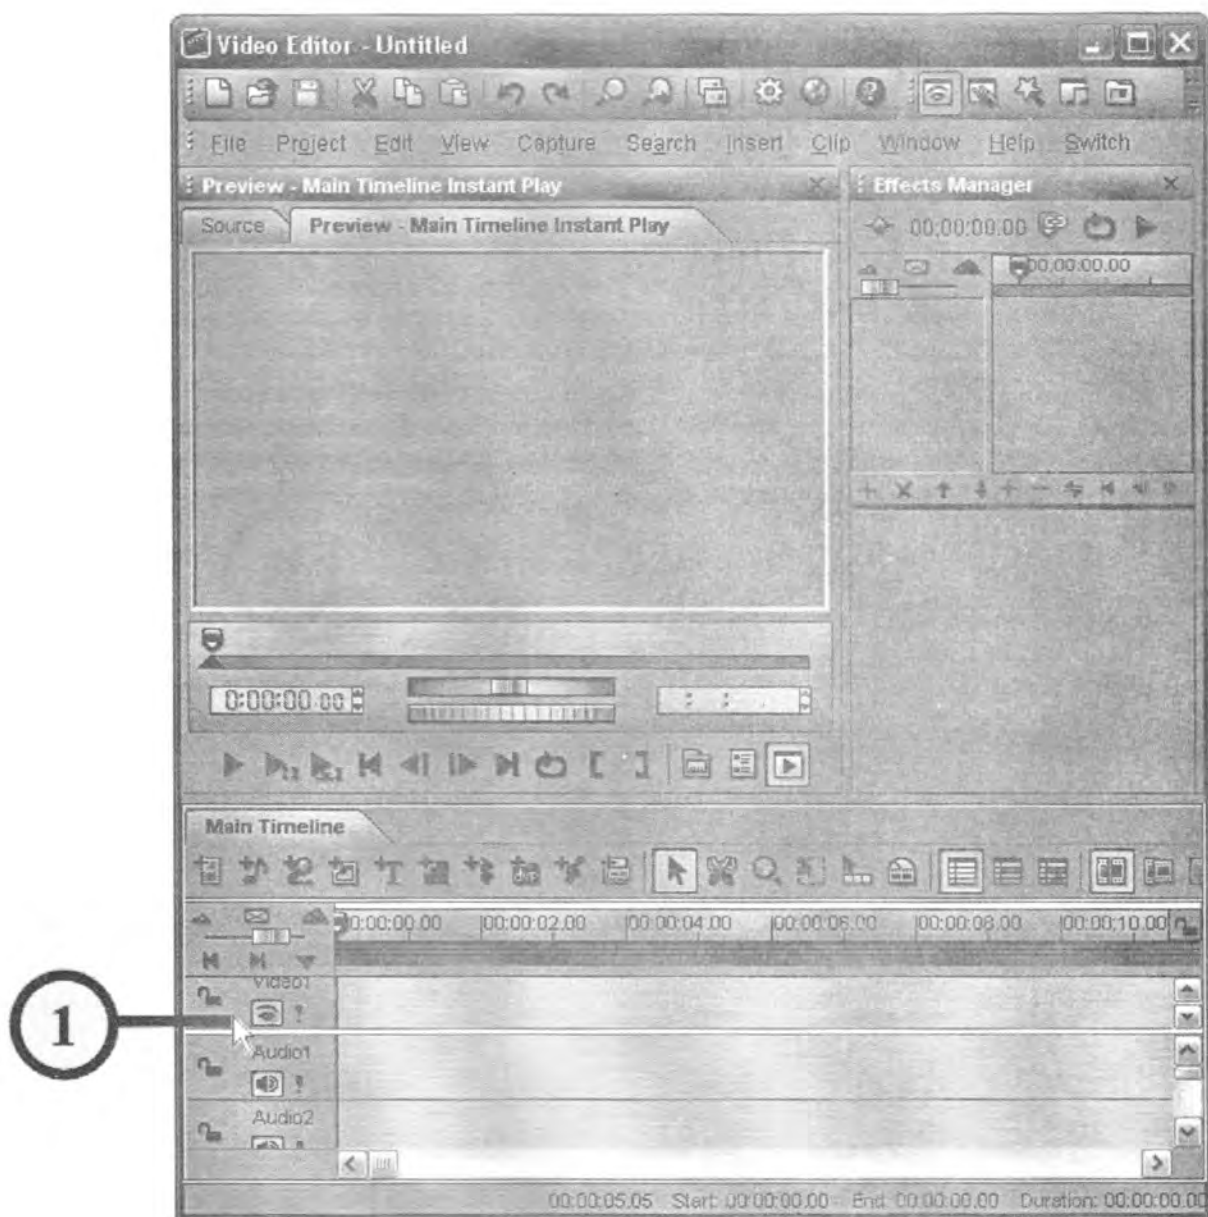 Video Editor - Untitled
File Project Edit View Capture Search Insert Clip Window Help Switch
Preview - Main Timeline Instant Play
Effects Manager
Source Preview - Main Timeline Instant Play
00:00:00.00
00:00:00.00
0:00:00.00
: : .
Main Timeline
00:00:00.00 00:00:02.00 00:00:04.00 00:00:06.00 00:00:08.00 00:00:10.00
Video1
1
Audio1
Audio2
00:00:05.05 Start: 00:00:00.00 End: 00:00:00.00 Duration: 00:00:00.00